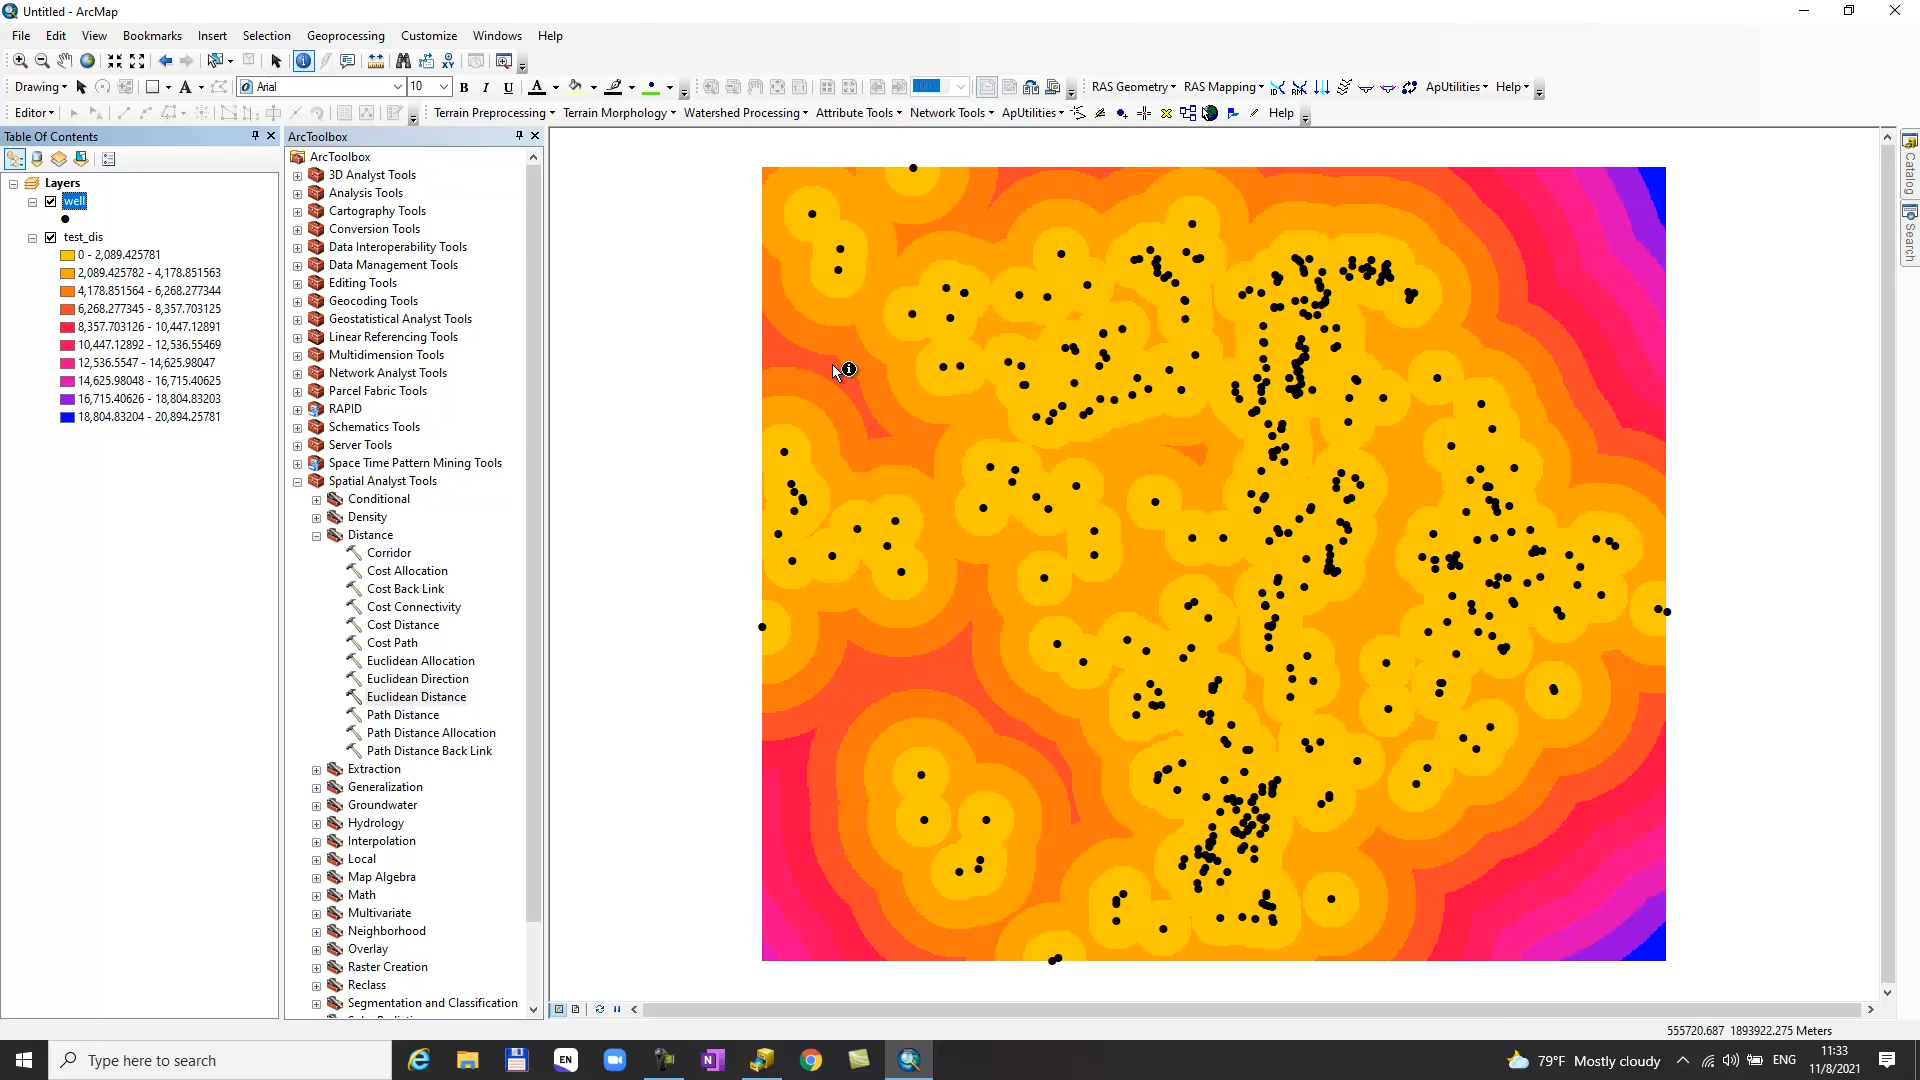 Untitled - ArcMap
File Edit View Bookmarks Insert Selection Geoprocessing Customize Windows Help
Drawing Arial 10 B I U A RAS Geometry RAS Mapping ApUtilities Help
Editor Terrain Preprocessing Terrain Morphology Watershed Processing Attribute Tools Network Tools ApUtilities Help
Table Of Contents
Layers
well
test_dis
0 - 2,089.425781
2,089.425782 - 4,178.851563
4,178.851564 - 6,268.277344
6,268.277345 - 8,357.703125
8,357.703126 - 10,447.12891
10,447.12892 - 12,536.55469
12,536.5547 - 14,625.98047
14,625.98048 - 16,715.40625
16,715.40626 - 18,804.83203
18,804.83204 - 20,894.25781
ArcToolbox
ArcToolbox
3D Analyst Tools
Analysis Tools
Cartography Tools
Conversion Tools
Data Interoperability Tools
Data Management Tools
Editing Tools
Geocoding Tools
Geostatistical Analyst Tools
Linear Referencing Tools
Multidimension Tools
Network Analyst Tools
Parcel Fabric Tools
RAPID
Schematics Tools
Server Tools
Space Time Pattern Mining Tools
Spatial Analyst Tools
Conditional
Density
Distance
Corridor
Cost Allocation
Cost Back Link
Cost Connectivity
Cost Distance
Cost Path
Euclidean Allocation
Euclidean Direction
Euclidean Distance
Path Distance
Path Distance Allocation
Path Distance Back Link
Extraction
Generalization
Groundwater
Hydrology
Interpolation
Local
Map Algebra
Math
Multivariate
Neighborhood
Overlay
Raster Creation
Reclass
Segmentation and Classification
Catalog
Search
555720.687 1893922.275 Meters
Type here to search
EN
79°F Mostly cloudy
ENG
11:33
11/8/2021